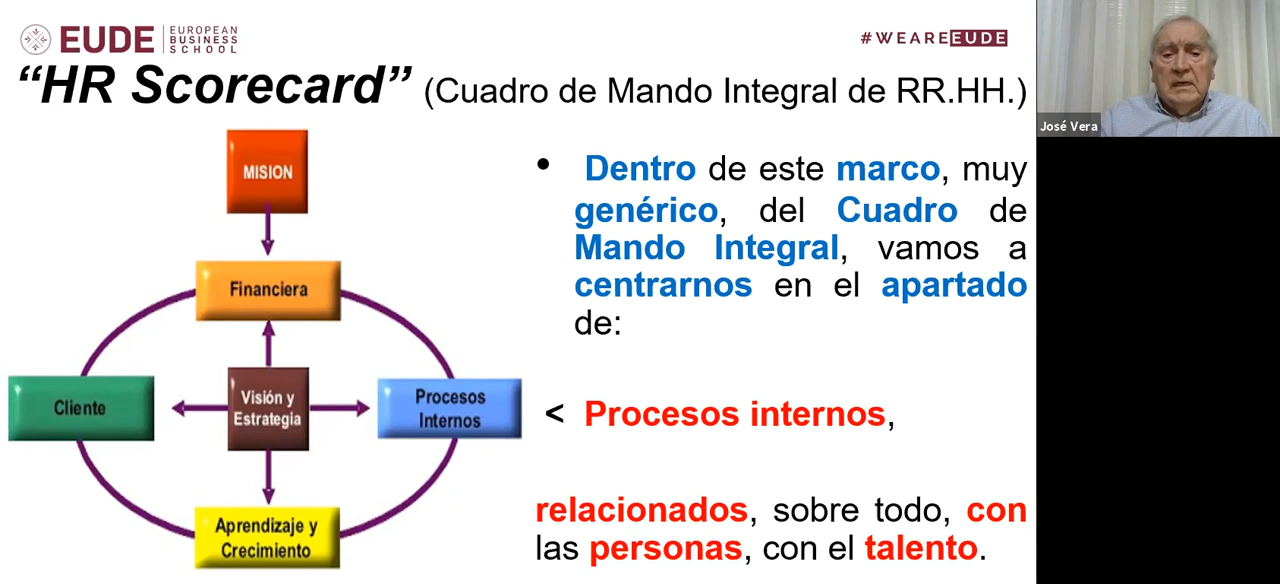 EUDE EUROPEAN
BUSINESS
SCHOOL
#WEAREEUDE
“HR Scorecard” (Cuadro de Mando Integral de RR.HH.)
José Vera
MISION
Financiera
Cliente
Visión y
Estrategia
Procesos
Internos
Aprendizaje y
Crecimiento
• Dentro de este marco, muy
genérico, del Cuadro de
Mando Integral, vamos a
centrarnos en el apartado
de:
< Procesos internos,
relacionados, sobre todo, con
las personas, con el talento.